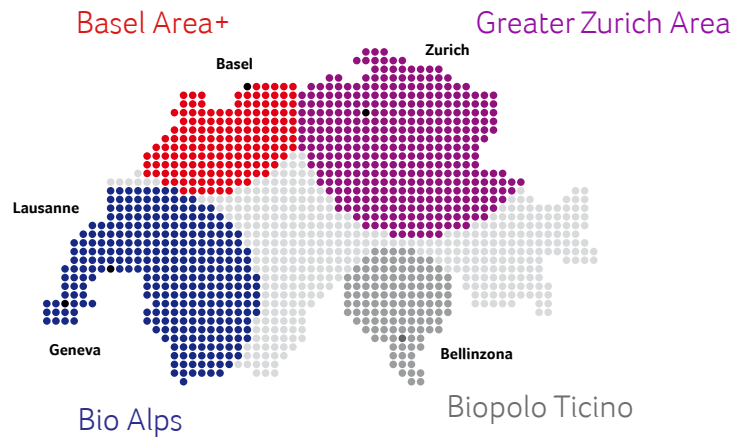 Basel Area+
Greater Zurich Area
Basel
Zurich
Lausanne
Geneva
Bellinzona
Bio Alps
Biopolo Ticino